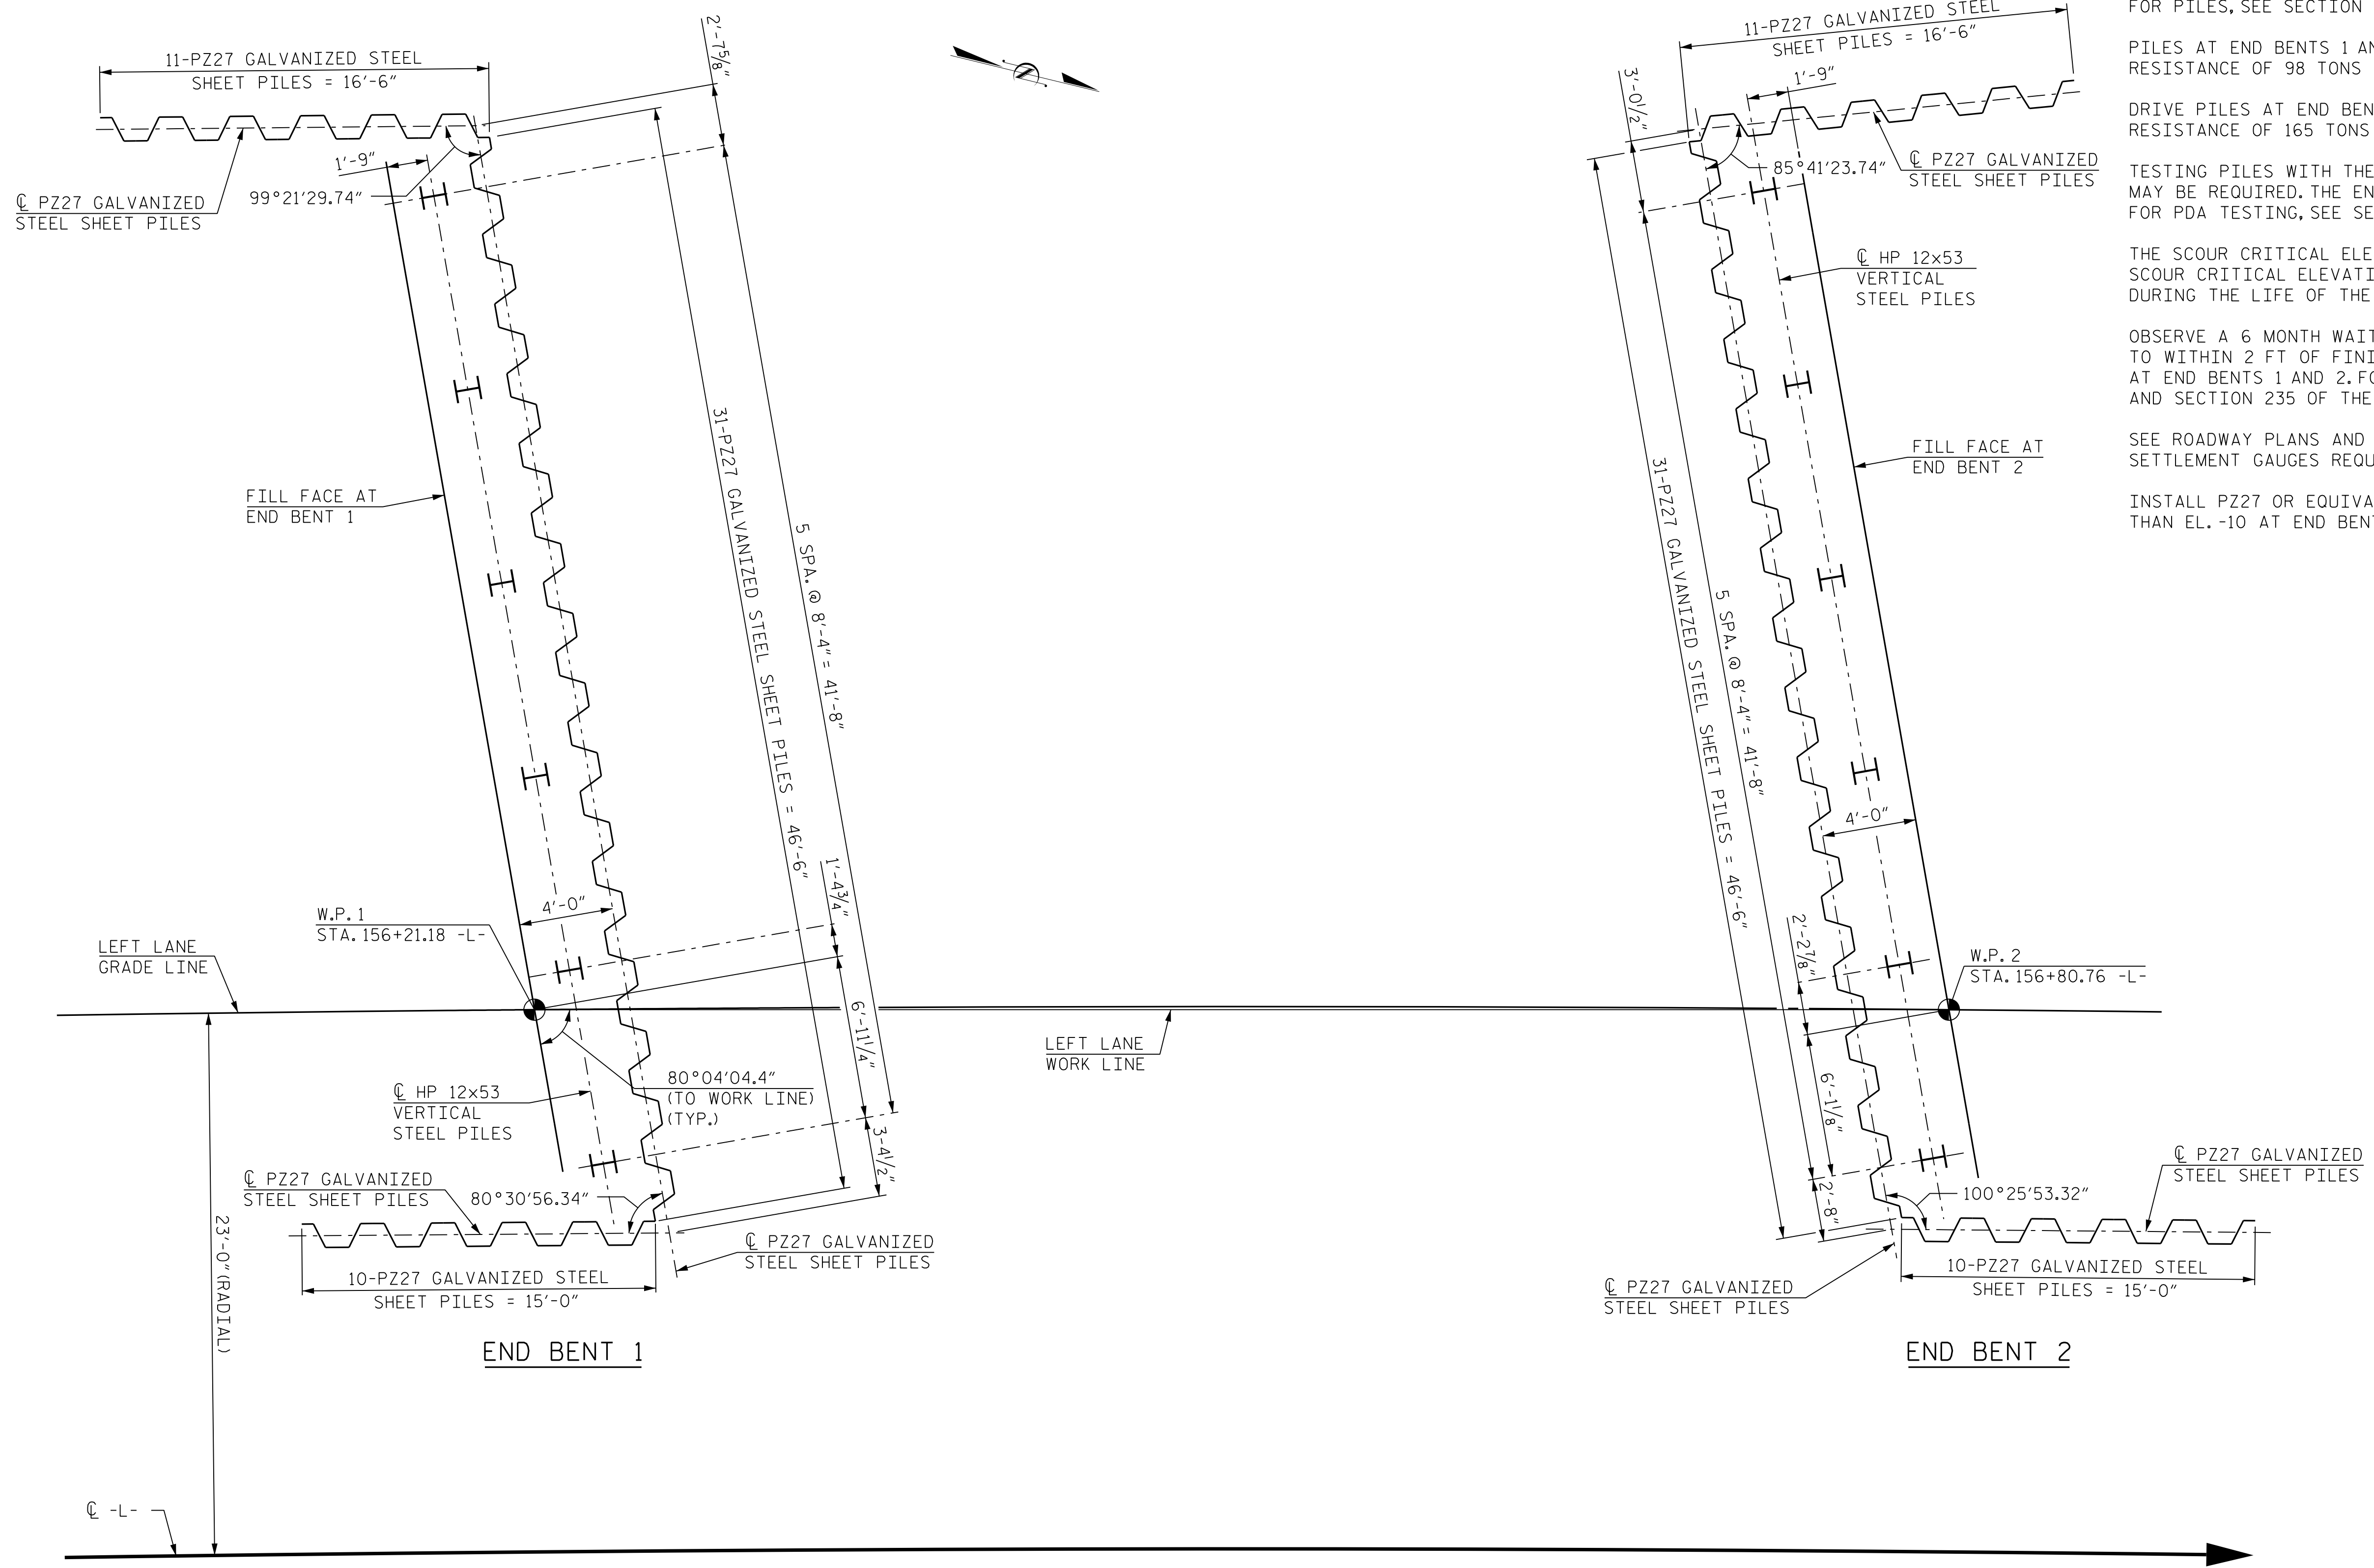 11-PZ27 GALVANIZED STEEL
SHEET PILES = 16'-6"
2'-7⅝"
N
1'-9"
99°21'29.74"
℄ PZ27 GALVANIZED
STEEL SHEET PILES
FILL FACE AT
END BENT 1
31-PZ27 GALVANIZED STEEL SHEET PILES = 46'-6"
5 SPA. @ 8'-4" = 41'-8"
1'-4¾"
4'-0"
W.P. 1
STA. 156+21.18 -L-
LEFT LANE
GRADE LINE
6'-11¼"
80°04'04.4"
(TO WORK LINE)
(TYP.)
℄ HP 12x53
VERTICAL
STEEL PILES
3-4½"
℄ PZ27 GALVANIZED
STEEL SHEET PILES
80°30'56.34"
℄ PZ27 GALVANIZED
STEEL SHEET PILES
10-PZ27 GALVANIZED STEEL
SHEET PILES = 15'-0"
END BENT 1
23'-0" (RADIAL)
℄ -L-
LEFT LANE
WORK LINE
11-PZ27 GALVANIZED STEEL
SHEET PILES = 16'-6"
3'-0½"
1'-9"
85°41'23.74"
℄ PZ27 GALVANIZED
STEEL SHEET PILES
℄ HP 12x53
VERTICAL
STEEL PILES
FILL FACE AT
END BENT 2
31-PZ27 GALVANIZED STEEL SHEET PILES = 46'-6"
5 SPA. @ 8'-4" = 41'-8"
4'-0"
2'-2⅞"
W.P. 2
STA. 156+80.76 -L-
6'-1⅛"
2'-8"
100°25'53.32"
℄ PZ27 GALVANIZED
STEEL SHEET PILES
10-PZ27 GALVANIZED STEEL
SHEET PILES = 15'-0"
℄ PZ27 GALVANIZED
STEEL SHEET PILES
END BENT 2
FOR PILES, SEE SECTION
PILES AT END BENTS 1 AN
RESISTANCE OF 98 TONS
DRIVE PILES AT END BEN
RESISTANCE OF 165 TONS
TESTING PILES WITH THE
MAY BE REQUIRED. THE EN
FOR PDA TESTING, SEE SE
THE SCOUR CRITICAL ELE
SCOUR CRITICAL ELEVATI
DURING THE LIFE OF THE
OBSERVE A 6 MONTH WAIT
TO WITHIN 2 FT OF FINI
AT END BENTS 1 AND 2. FO
AND SECTION 235 OF THE
SEE ROADWAY PLANS AND
SETTLEMENT GAUGES REQU
INSTALL PZ27 OR EQUIVA
THAN EL. -10 AT END BENT